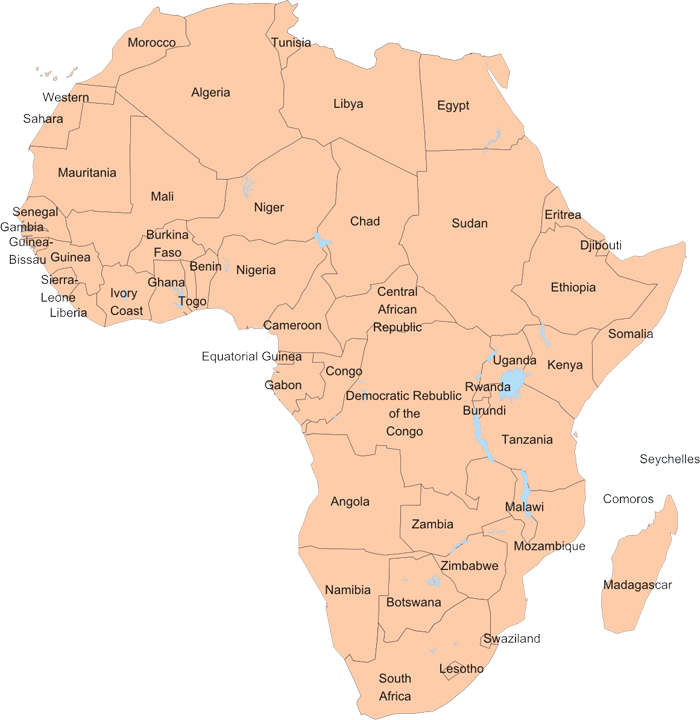 Morocco
Tunisia
Algeria
Libya
Egypt
Western
Sahara
Mauritania
Mali
Niger
Chad
Sudan
Eritrea
Djibouti
Senegal
Gambia
Guinea-
Bissau
Guinea
Burkina
Faso
Benin
Nigeria
Sierra-
Leone
Liberia
Ivory
Coast
Ghana
Togo
Ethiopia
Central
African
Republic
Cameroon
Somalia
Equatorial Guinea
Gabon
Congo
Uganda
Kenya
Rwanda
Burundi
Democratic Republic
of the
Congo
Tanzania
Seychelles
Comoros
Angola
Zambia
Malawi
Mozambique
Zimbabwe
Madagascar
Namibia
Botswana
Swaziland
Lesotho
South
Africa